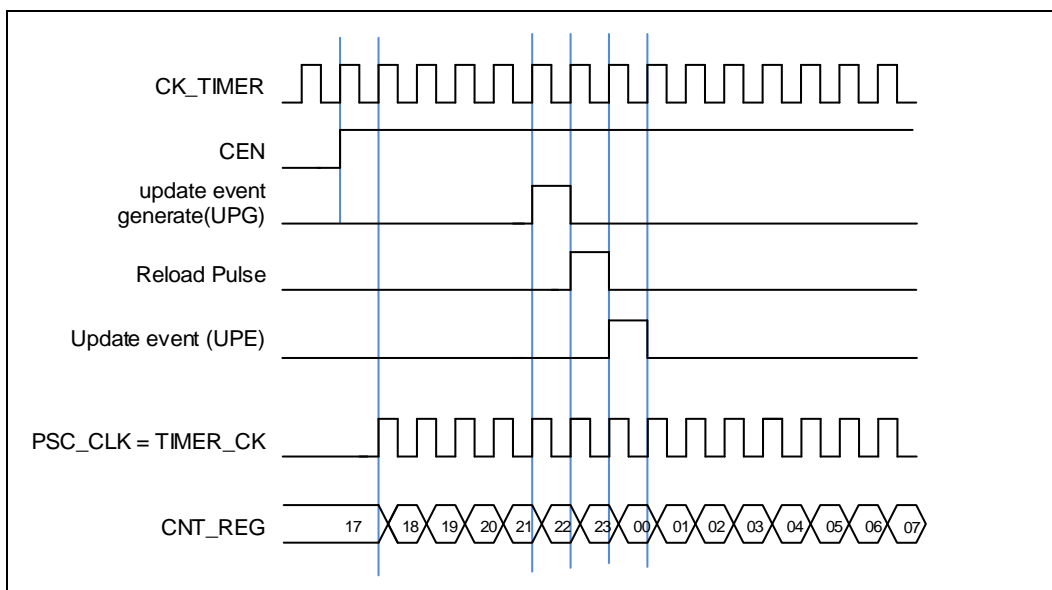 CK_TIMER
CEN
update event
generate(UPG)
Reload Pulse
Update event (UPE)
PSC_CLK = TIMER_CK
CNT_REG 17 18 19 20 21 22 23 00 01 02 03 04 05 06 07